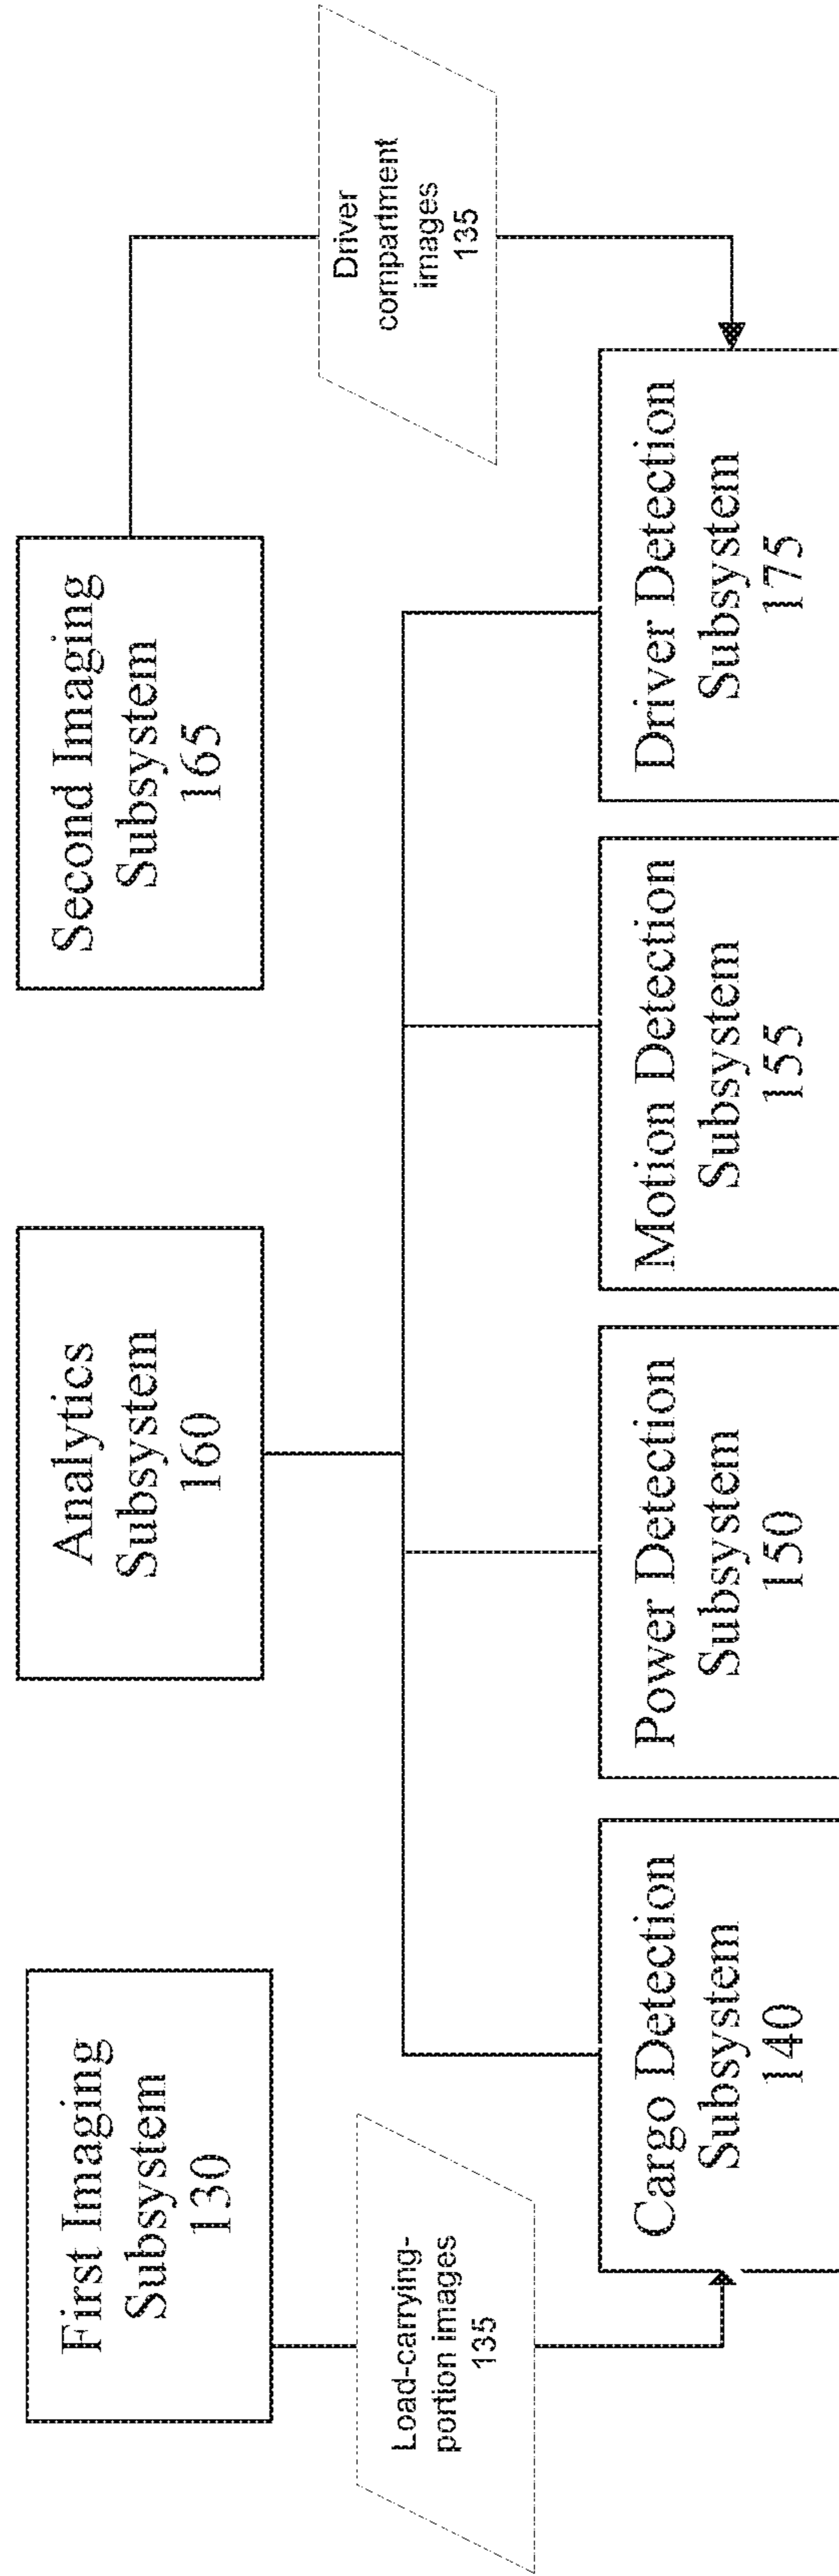 First Imaging
Subsystem
130
Analytics
Subsystem
160
Second Imaging
Subsystem
165
Load-carrying-
portion images
135
Driver
compartment
images
135
Cargo Detection
Subsystem
140
Power Detection
Subsystem
150
Motion Detection
Subsystem
155
Driver Detection
Subsystem
175